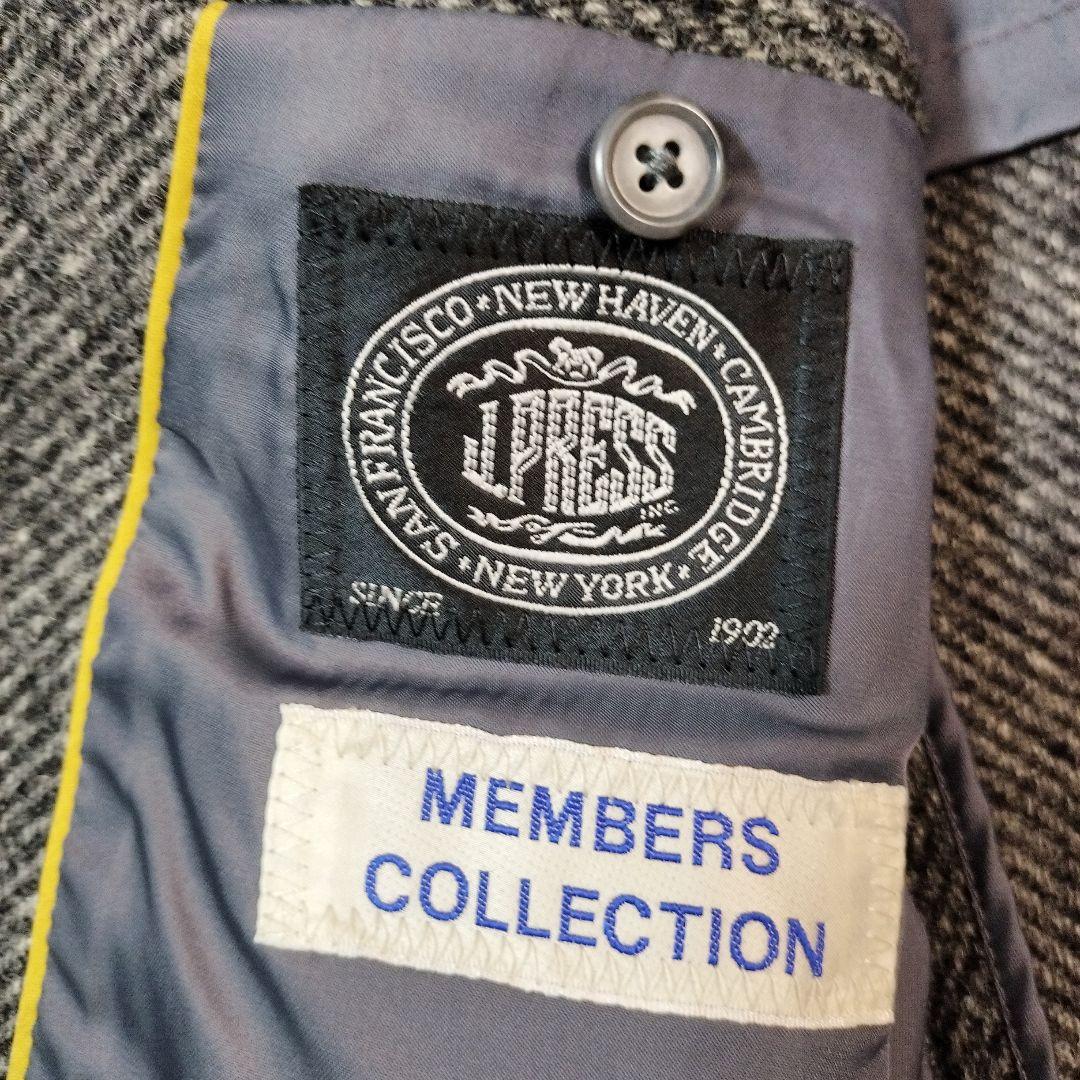 SAN FRANCISCO * NEW HAVEN * CAMBRIDGE * NEW YORK *
J.PRESS
INC.
SINCE 1902
MEMBERS
COLLECTION